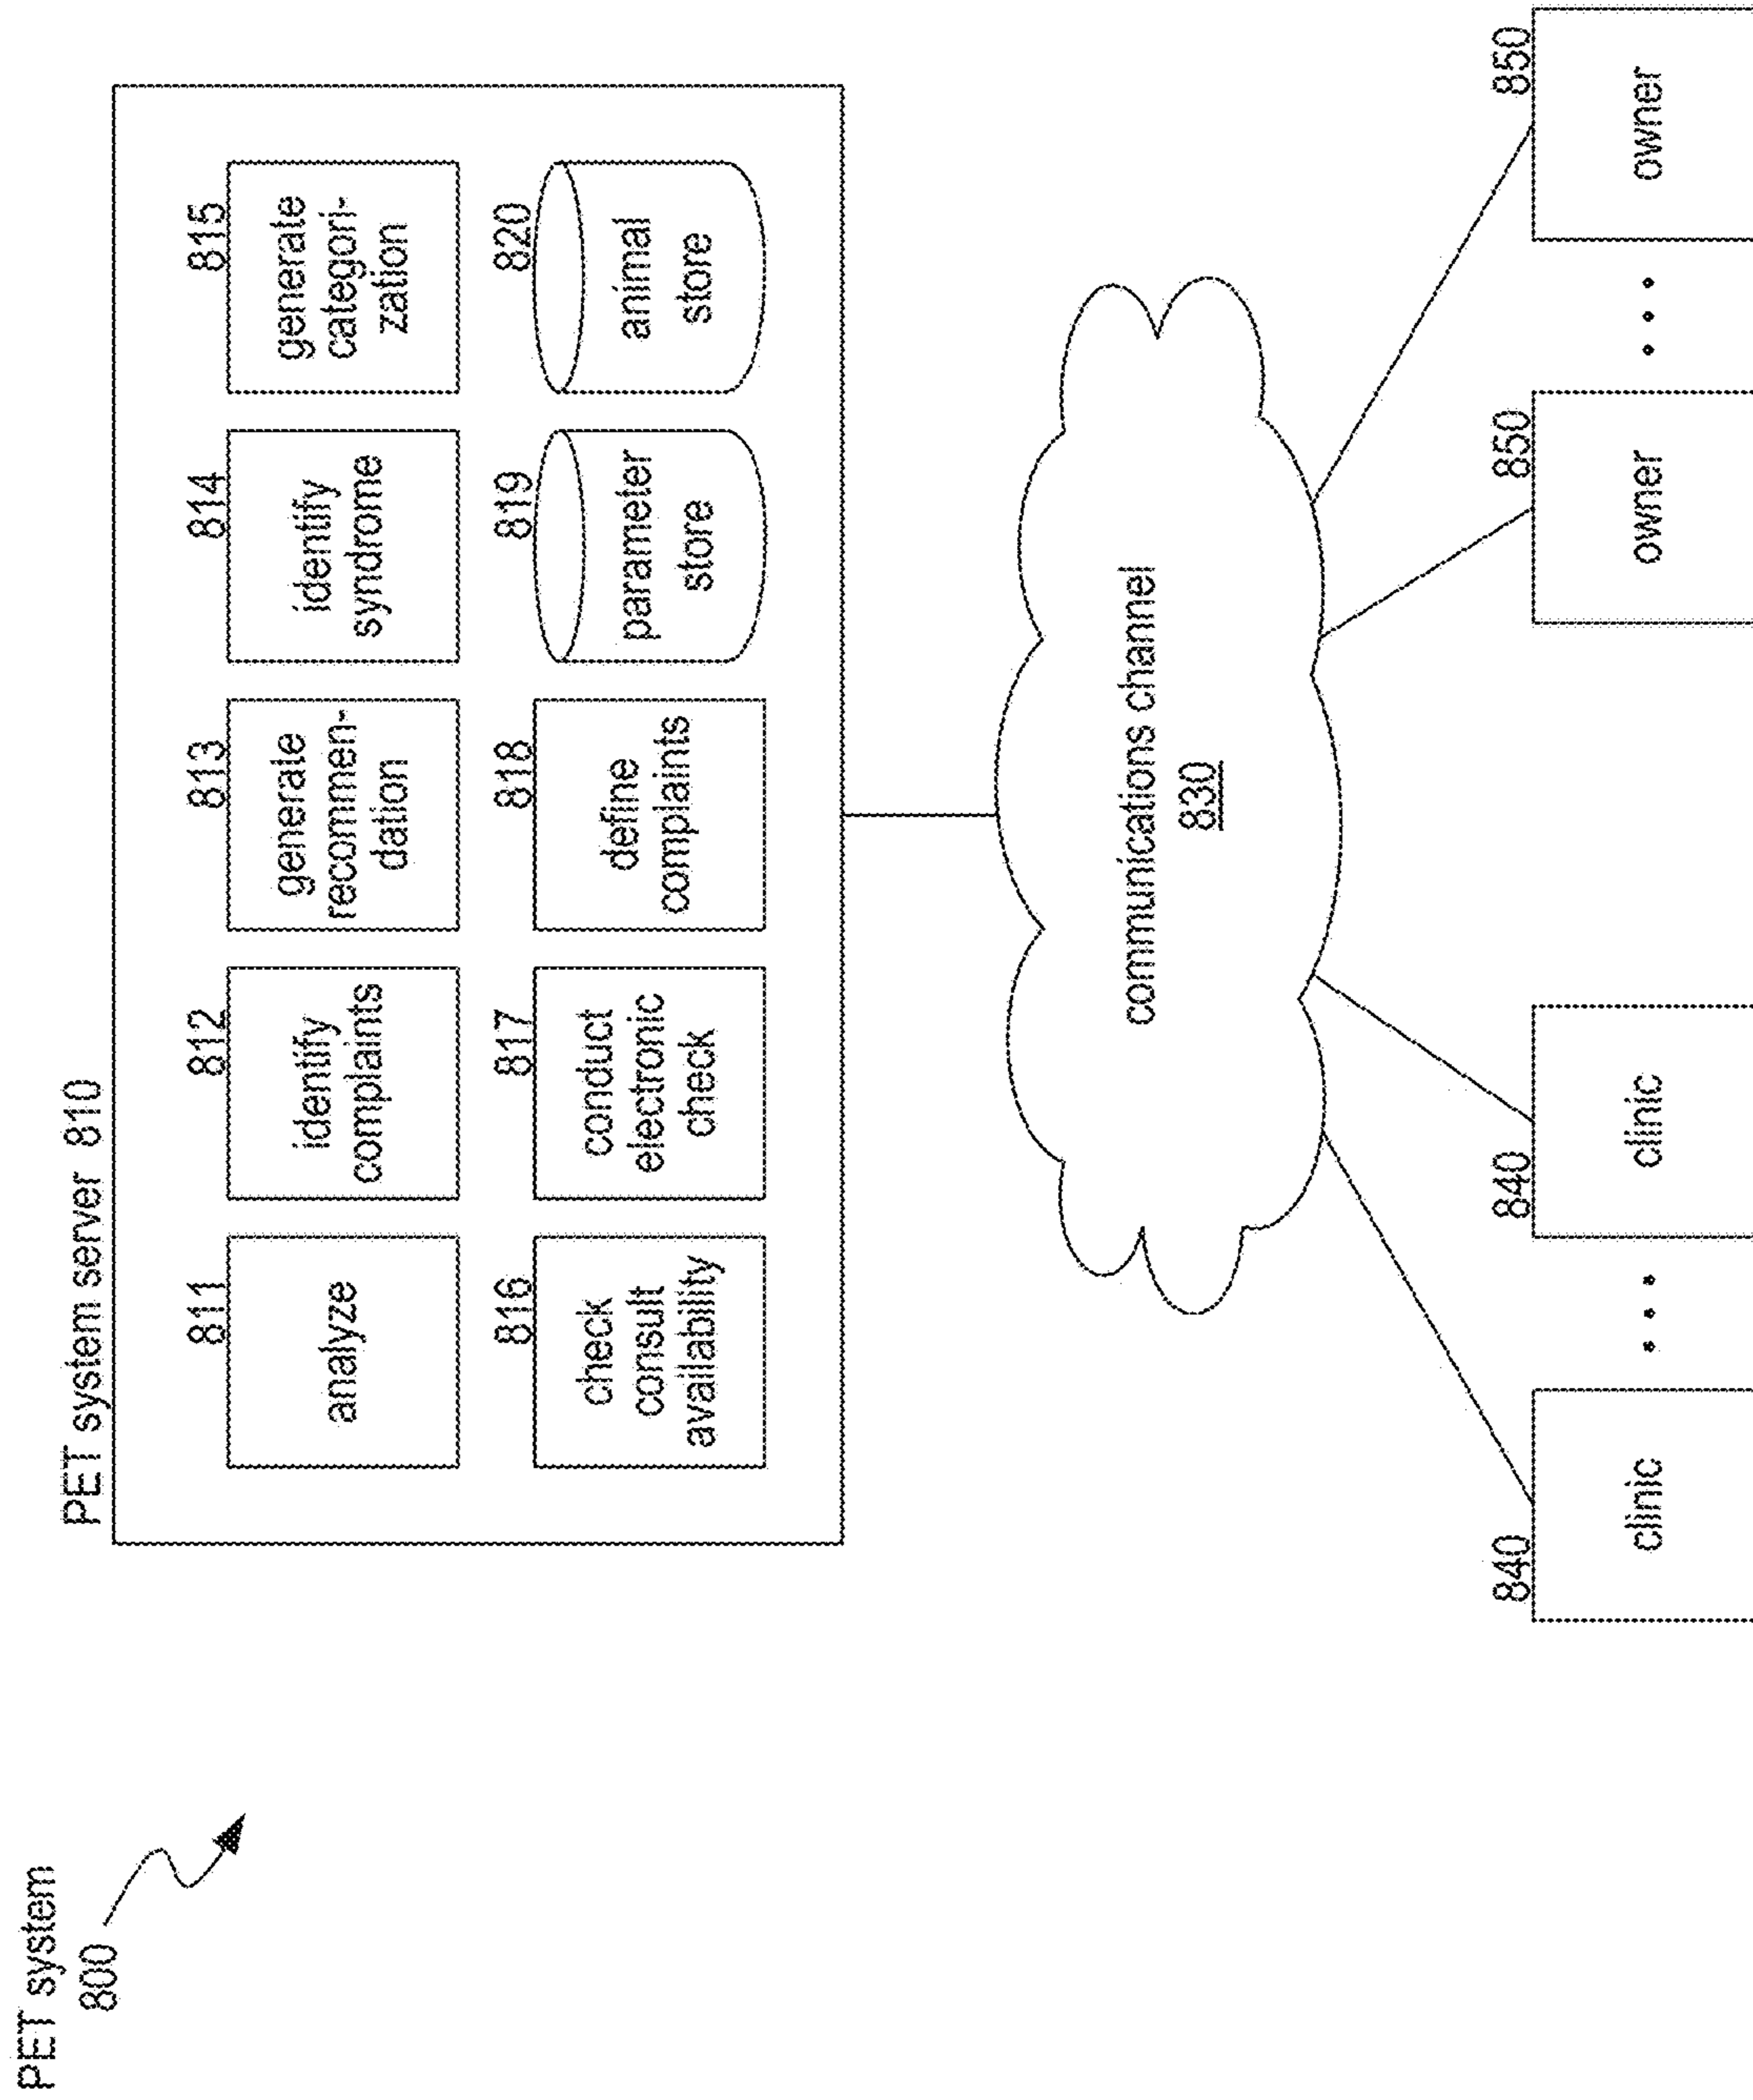 PET system
800
PET system server 810
811
analyze
812
identify
complaints
813
generate
recommen-
dation
814
identify
syndrome
815
generate
categori-
zation
816
check
consult
availability
817
conduct
electronic
check
818
define
complaints
819
parameter
store
820
animal
store
communications channel
830
840
clinic
840
clinic
850
owner
850
owner